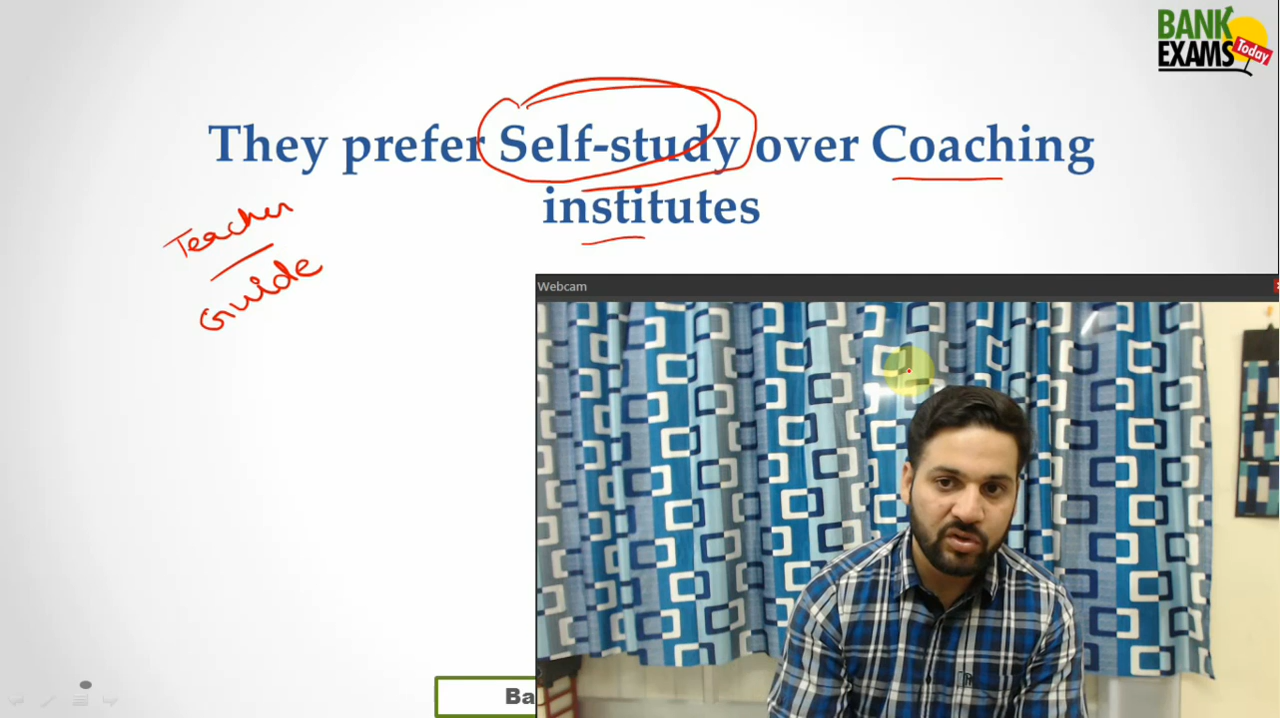 BANK
EXAMS Today
They prefer Self-study over Coaching
institutes
Teacher
Guide
Webcam
Ba